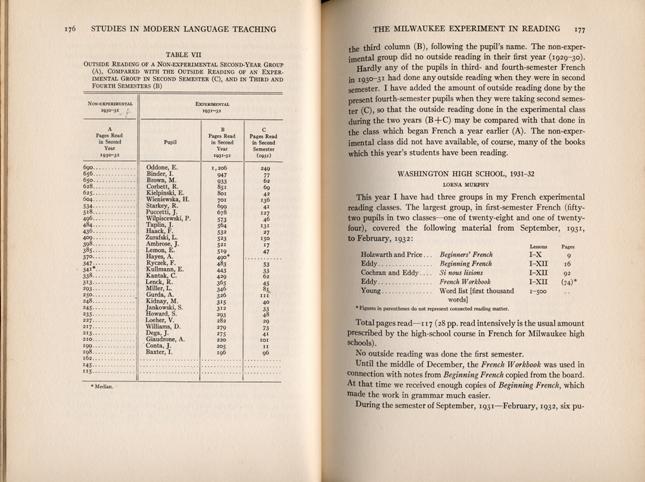 176 STUDIES IN MODERN LANGUAGE TEACHING
TABLE VII
OUTSIDE READING OF A NON-EXPERIMENTAL SECOND-YEAR GROUP
(A), COMPARED WITH THE OUTSIDE READING OF AN EXPER-
IMENTAL GROUP IN SECOND SEMESTER (C), AND IN THIRD AND
FOURTH SEMESTERS (B)
NON-EXPERIMENTAL 1930-31
EXPERIMENTAL 1931-32
A Pages Read in Second Year 1930-31
Pupil
B Pages Read in Second Year 1931-32
C Pages Read in Second Semester (1931)
690 Oddone, E. 1,206 249
656 Binder, I. 947 77
650 Brown, M. 933 62
628 Corbett, R. 852 69
625 Kielpinski, E. 801 42
604 Wieniewska, H. 701 136
534 Starkey, R. 699 41
518 Puccetti, J. 678 127
496 Wilpiscewski, P. 573 46
484 Taplin, J. 564 131
436 Haack, F. 532 27
409 Zurafski, L. 523 150
398 Ambrose, J. 521 17
385 Lemon, E. 519 47
370 Hayes, A. 490*
347 Ryczek, F. 483 53
341* Kullmann, E. 443 33
338 Kantak, C. 429 62
313 Lenck, R. 365 45
293 Miller, L. 346 85
250 Gurda, A. 326 111
248 Kidnay, M. 315 40
245 Jankowski, S. 312 33
235 Howard, S. 293 48
227 Locher, V. 282 29
217 Williams, D. 279 73
213 Dega, J. 275 41
210 Giaudrone, A. 220 101
199 Conta, J. 205 11
198 Baxter, I. 196 96
162
145
115
* Median.
THE MILWAUKEE EXPERIMENT IN READING 177
the third column (B), following the pupil's name. The non-exper-
imental group did no outside reading in their first year (1929-30).
Hardly any of the pupils in third- and fourth-semester French
in 1930-31 had done any outside reading when they were in second
semester. I have added the amount of outside reading done by the
present fourth-semester pupils when they were taking second semes-
ter (C), so that the outside reading done in the experimental class
during the two years (B+C) may be compared with that done in
the class which began French a year earlier (A). The non-exper-
imental class did not have available, of course, many of the books
which this year's students have been reading.
WASHINGTON HIGH SCHOOL, 1931-32
LORNA MURPHY
This year I have had three groups in my French experimental
reading classes. The largest group, in first-semester French (fifty-
two pupils in two classes—one of twenty-eight and one of twenty-
four), covered the following material from September, 1931,
to February, 1932:
Lessons Pages
Holzwarth and Price... Beginners' French I-X 9
Eddy.............. Beginning French I-XII 16
Cochran and Eddy .... Si nous lisions I-XII 92
Eddy.............. French Workbook I-XII (74)*
Young............. Word list [first thousand words] 1-500 ..
* Figures in parentheses do not represent connected reading matter.
Total pages read—117 (28 pp. read intensively is the usual amount
prescribed by the high-school course in French for Milwaukee high
schools).
No outside reading was done the first semester.
Until the middle of December, the French Workbook was used in
connection with notes from Beginning French copied from the board.
At that time we received enough copies of Beginning French, which
made the work in grammar much easier.
During the semester of September, 1931—February, 1932, six pu-